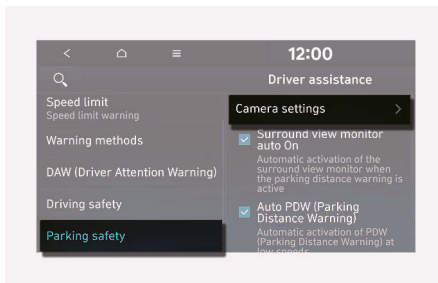 12:00
Driver assistance
Speed limit
Speed limit warning
Warning methods
DAW (Driver Attention Warning)
Driving safety
Parking safety
Camera settings
Surround view monitor
auto On
Automatic activation of the
surround view monitor when
the parking distance warning is
active
Auto PDW (Parking
Distance Warning)
Automatic activation of PDW
(Parking Distance Warning) at
low speeds